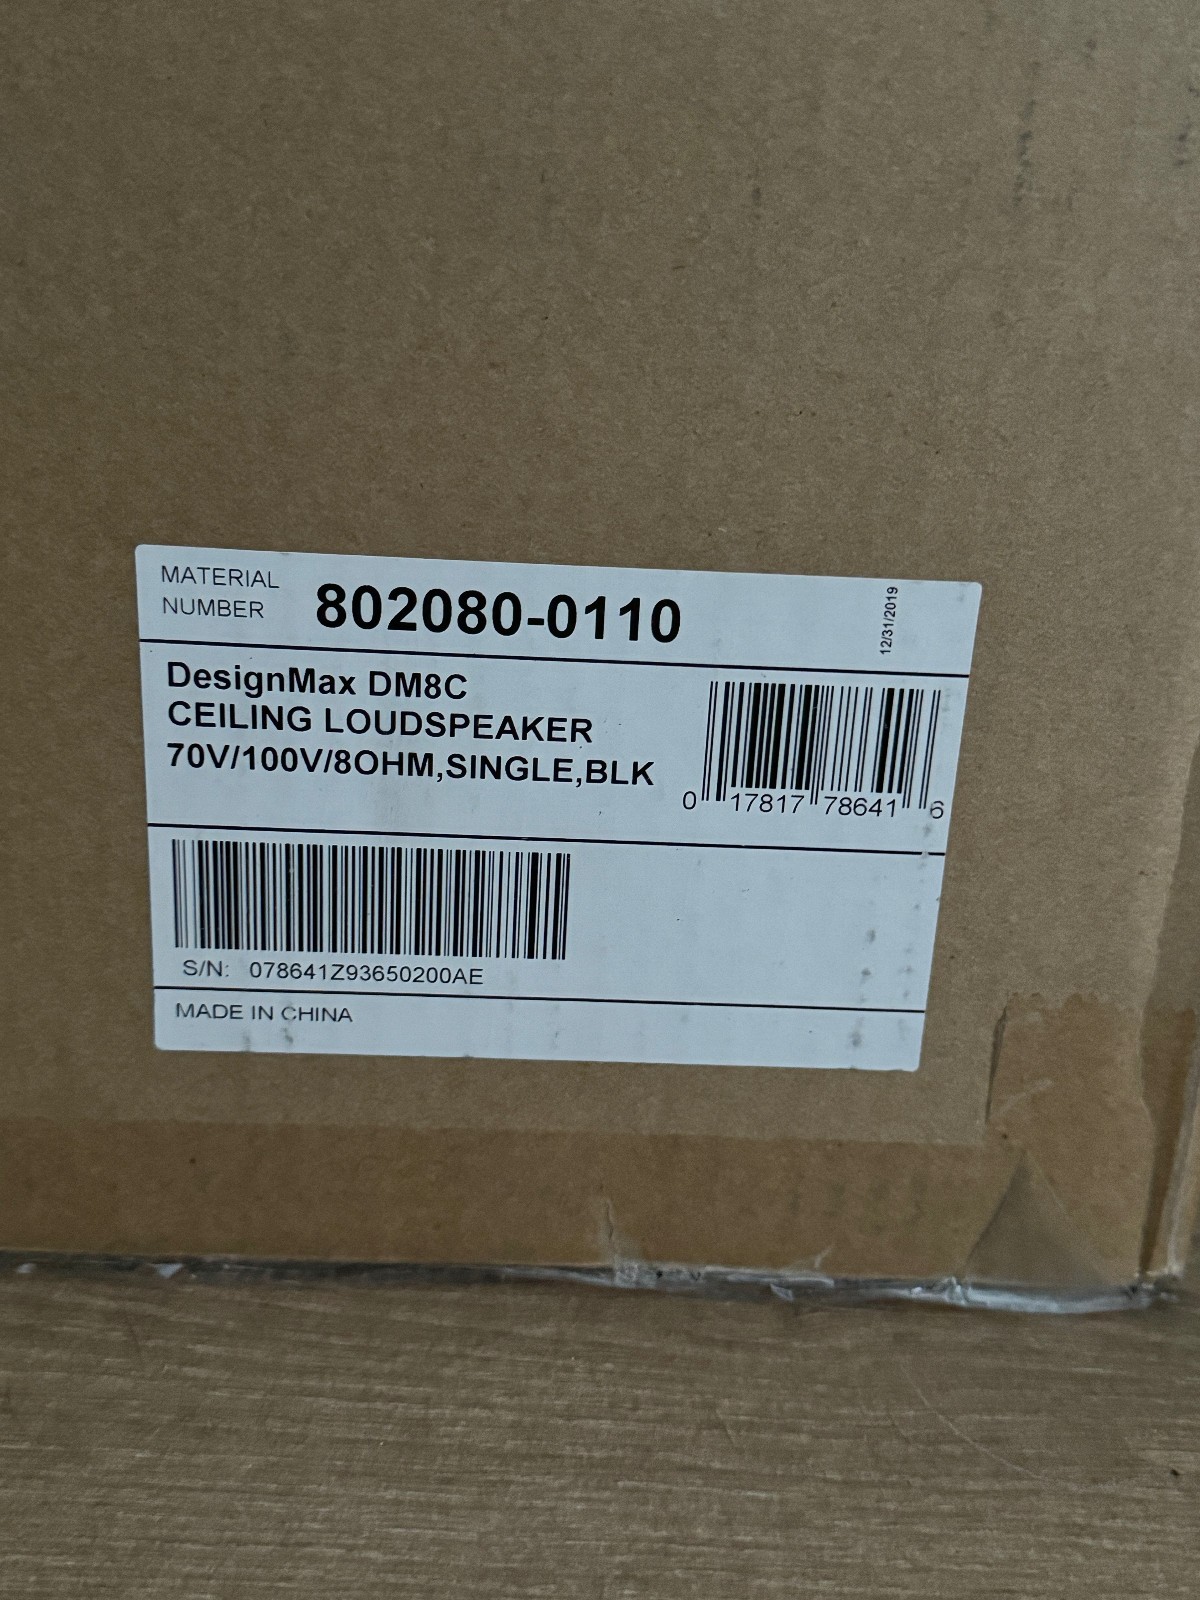 MATERIAL
NUMBER
802080-0110
12/31/2019
DesignMax DM8C
CEILING LOUDSPEAKER
70V/100V/8OHM,SINGLE,BLK
0 17817 78641 6
S/N: 078641Z93650200AE
MADE IN CHINA